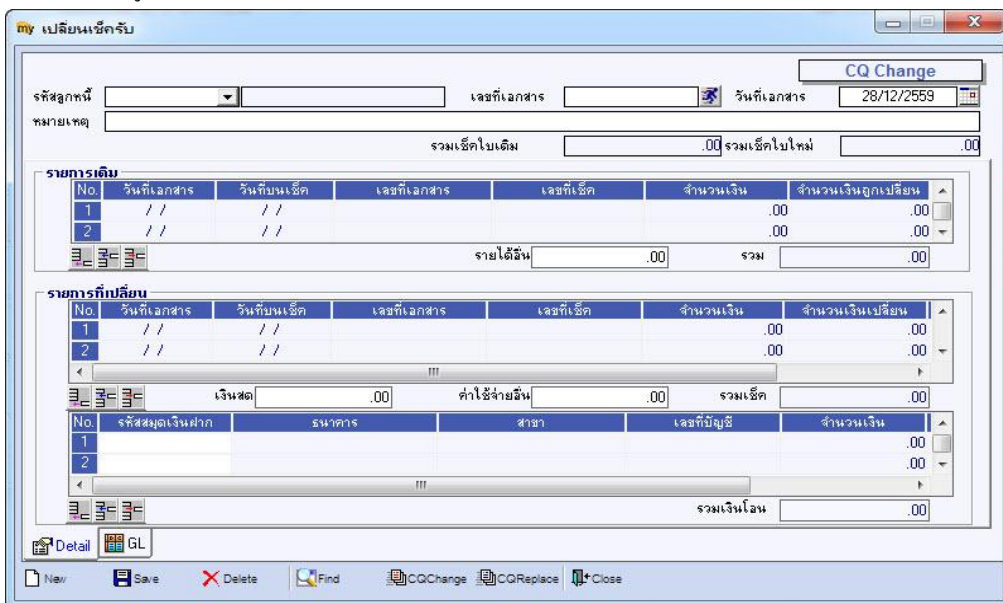 my เปลี่ยนเช็ครับ
CQ Change
รหัสลูกหนี้ เลขที่เอกสาร วันที่เอกสาร 28/12/2559
หมายเหตุ
รวมเช็คใบเดิม .00 รวมเช็คใบใหม่ .00
รายการเดิม
No. วันที่เอกสาร วันที่บนเช็ค เลขที่เอกสาร เลขที่เช็ค จำนวนเงิน จำนวนเงินถูกเปลี่ยน
1 / / / / .00 .00
2 / / / / .00 .00
รายได้อื่น .00 รวม .00
รายการที่เปลี่ยน
No. วันที่เอกสาร วันที่บนเช็ค เลขที่เอกสาร เลขที่เช็ค จำนวนเงิน จำนวนเงินเปลี่ยน
1 / / / / .00 .00
2 / / / / .00 .00
เงินสด .00 ค่าใช้จ่ายอื่น .00 รวมเช็ค .00
No. รหัสสมุดเงินฝาก ธนาคาร สาขา เลขที่บัญชี จำนวนเงิน
1 .00
2 .00
รวมเงินโอน .00
Detail GL
New Save Delete Find CQChange CQReplace Close